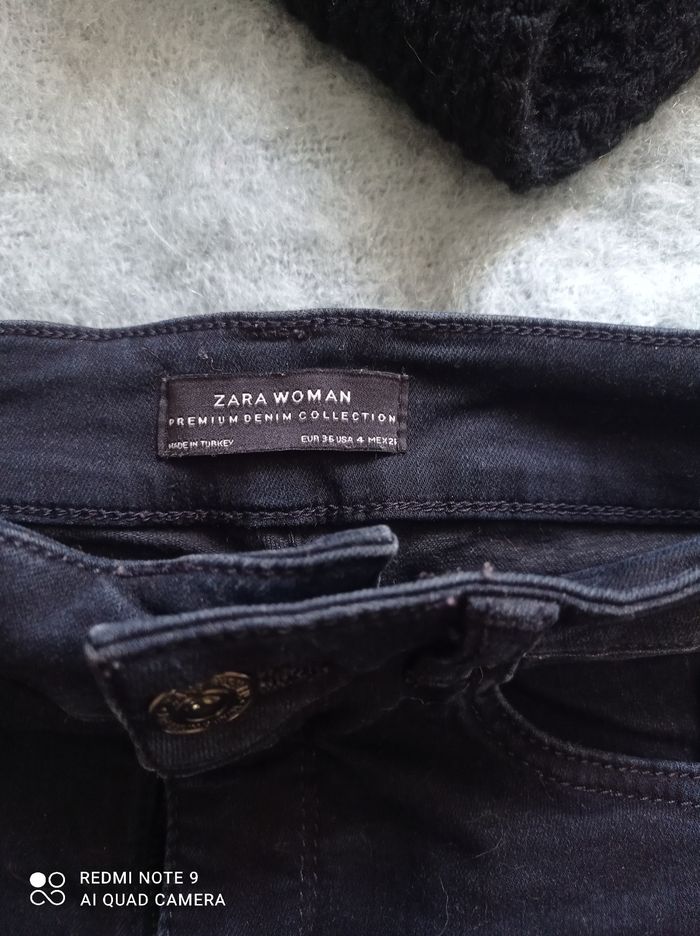 ZARA WOMAN
PREMIUM DENIM COLLECTION
MADE IN TURKEY EUR 36 USA 4 MEX 26
REDMI NOTE 9
AI QUAD CAMERA